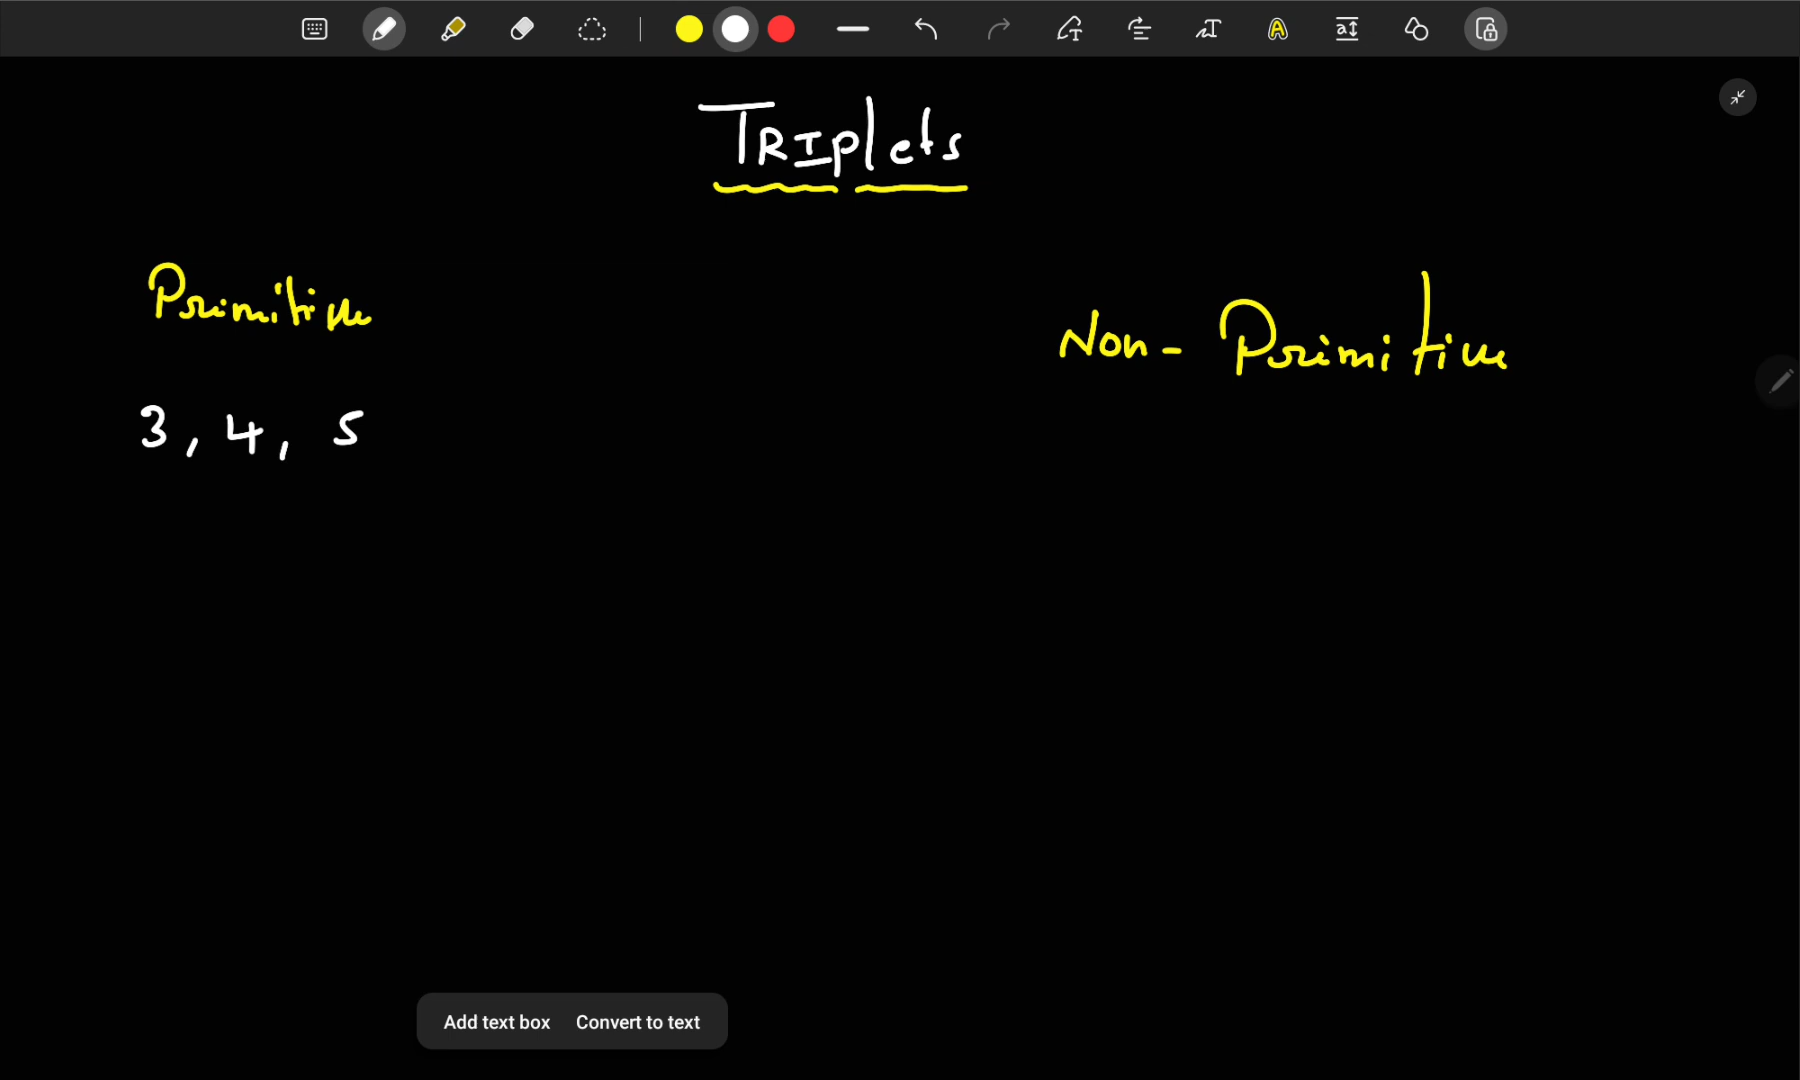 TRIplets
Primitive
Non- Primitive
3, 4, 5
Add text box Convert to text